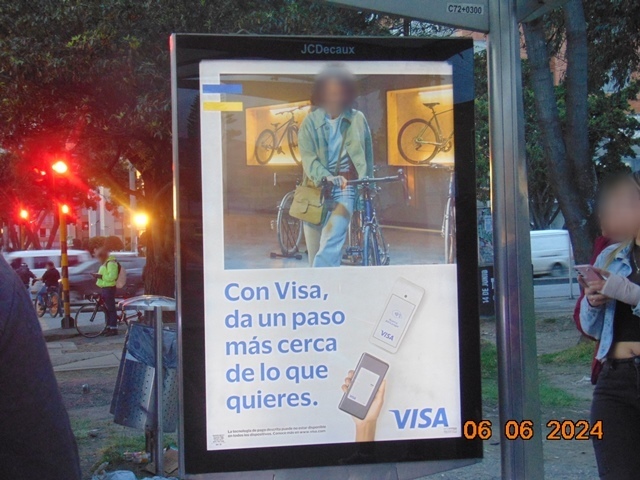 C72+0300
JCDecaux
Con Visa,
da un paso
más cerca
de lo que
quieres.
VISA
VISA
06 06 2024